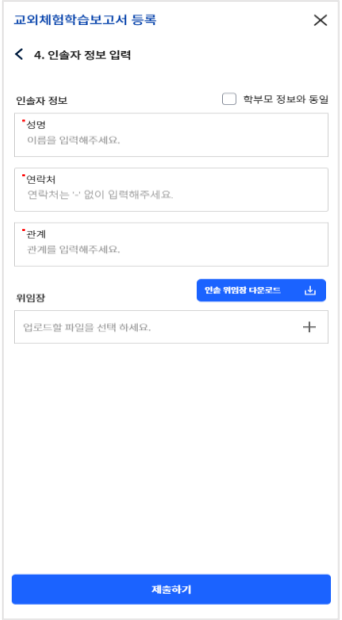 교외체험학습보고서 등록
4. 인솔자 정보 입력
인솔자 정보
학부모 정보와 동일
*성명
이름을 입력해주세요.
*연락처
연락처는 '-' 없이 입력해주세요.
*관계
관계를 입력해주세요.
위임장
인솔 위임장 다운로드
업로드할 파일을 선택 하세요.
제출하기